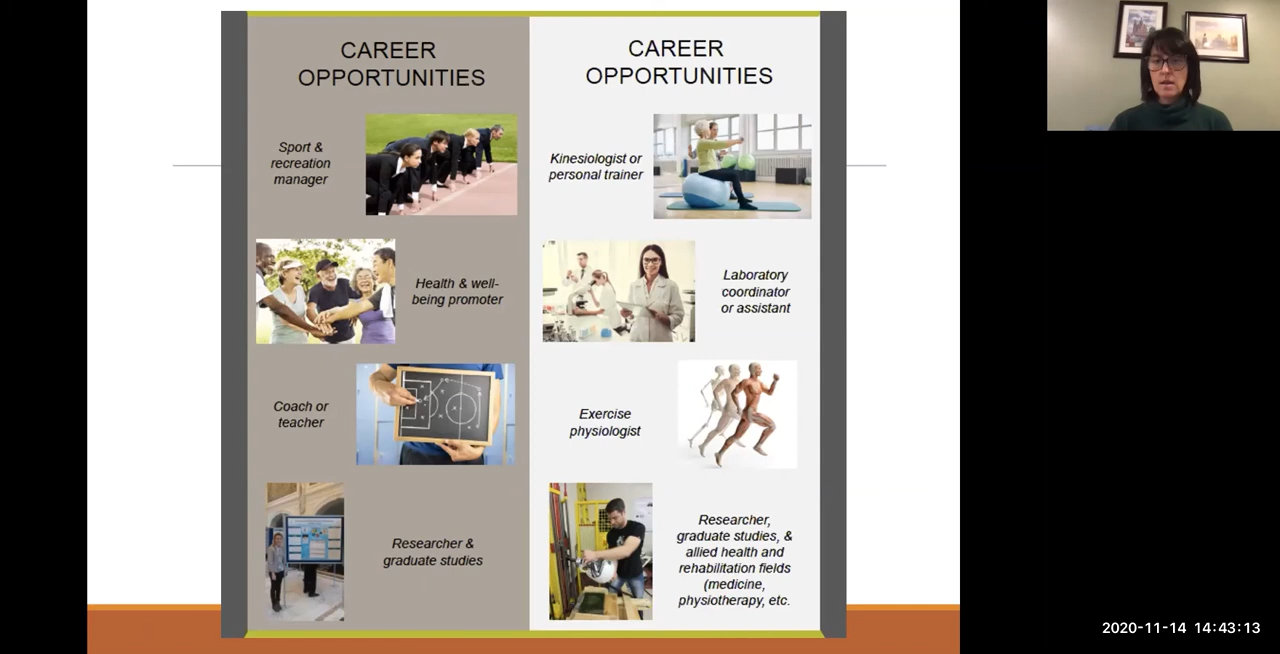 CAREER
OPPORTUNITIES
Sport &
recreation
manager
Health & well-
being promoter
Coach or
teacher
Researcher &
graduate studies
CAREER
OPPORTUNITIES
Kinesiologist or
personal trainer
Laboratory
coordinator
or assistant
Exercise
physiologist
Researcher,
graduate studies, &
allied health and
rehabilitation fields
(medicine,
physiotherapy, etc.
2020-11-14 14:43:13